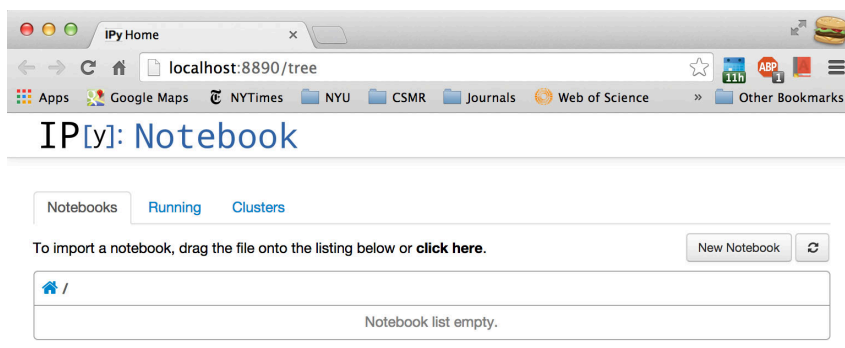 IPy Home
localhost:8890/tree
11h
ABP
1
Apps Google Maps NYTimes NYU CSMR Journals Web of Science » Other Bookmarks
IP[y]: Notebook
Notebooks Running Clusters
To import a notebook, drag the file onto the listing below or click here. New Notebook
/
Notebook list empty.